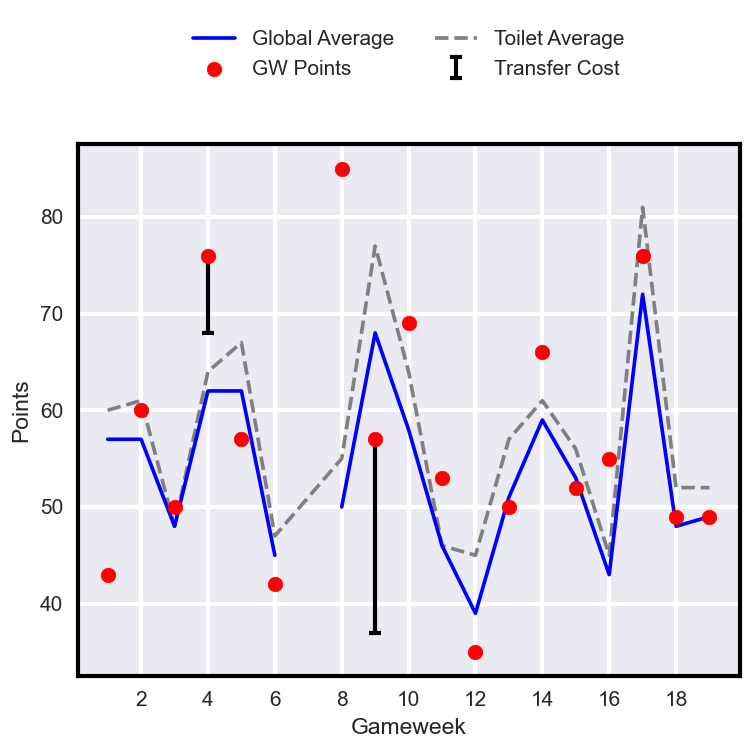 Global Average Toilet Average
GW Points Transfer Cost
80
70
60
50
40
Points
2 4 6 8 10 12 14 16 18
Gameweek